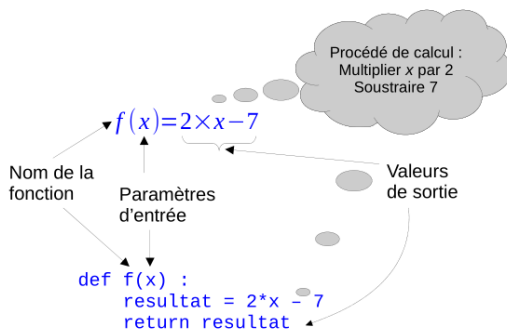 Procédé de calcul :
Multiplier x par 2
Soustraire 7
f(x)=2×x−7
Nom de la
fonction
Paramètres
d'entrée
Valeurs
de sortie
def f(x) :
resultat = 2*x – 7
return resultat